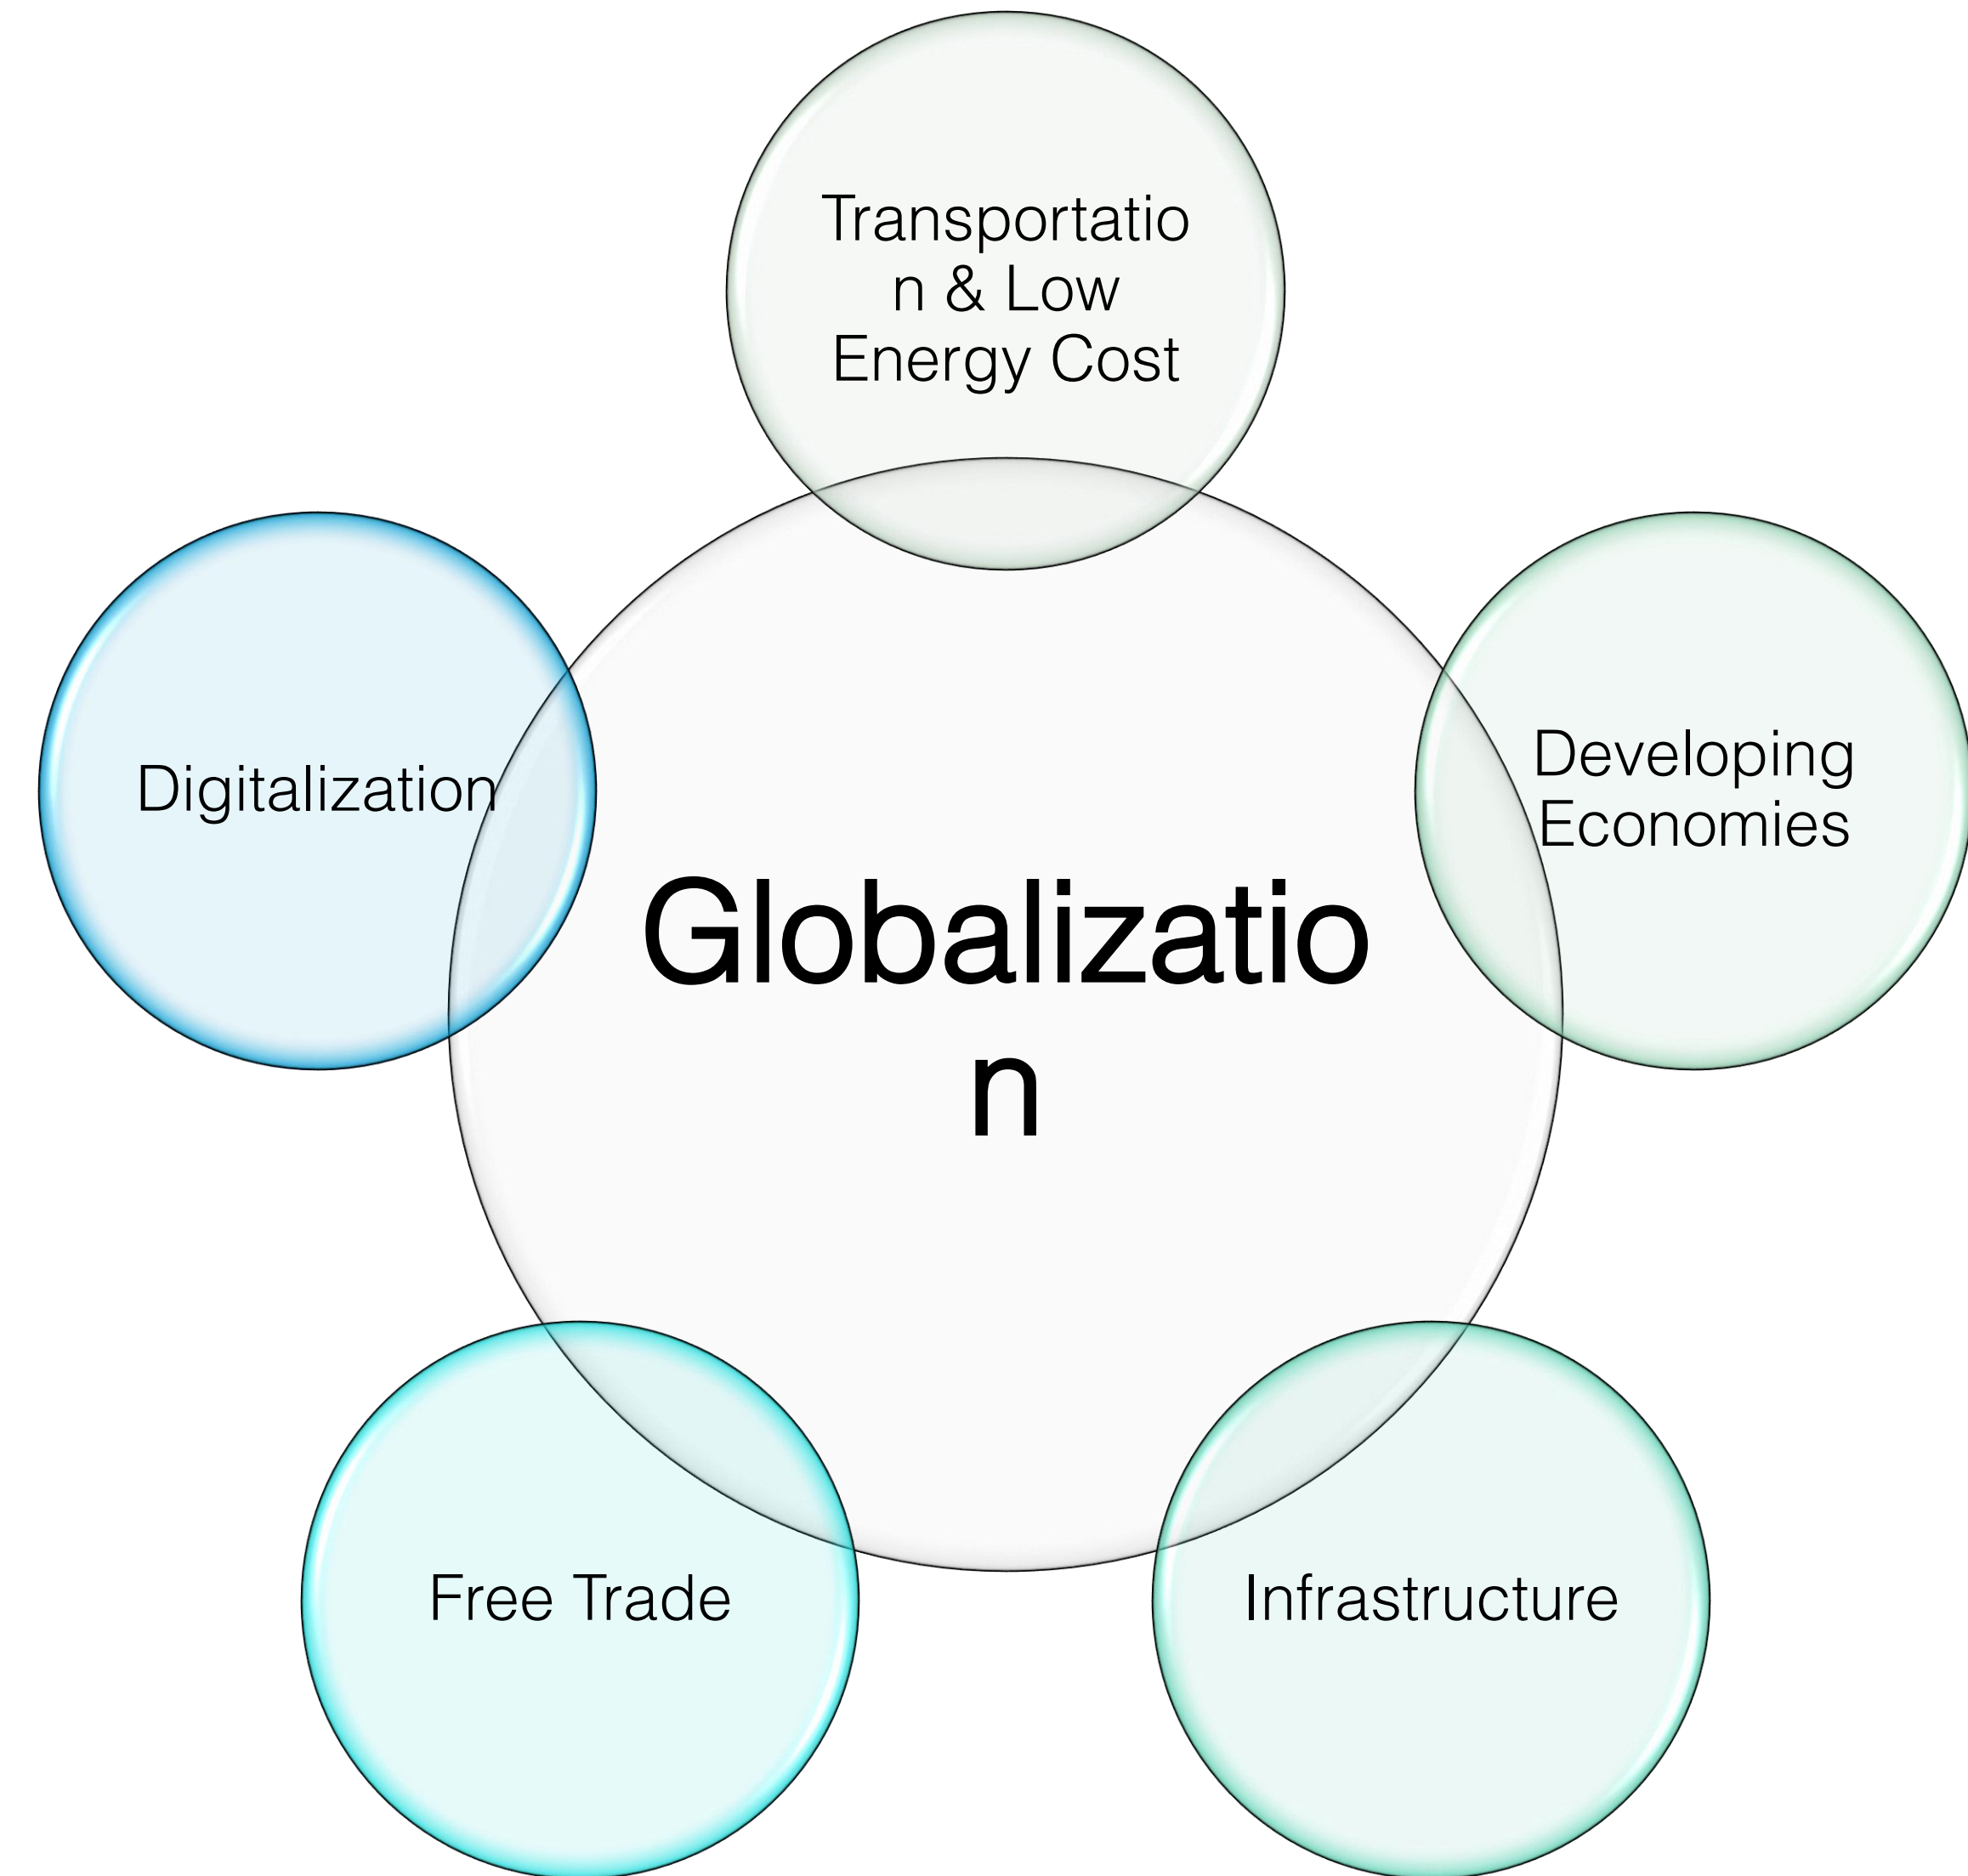 Transportatio
n & Low
Energy Cost
Digitalization
Developing
Economies
Globalizatio
n
Free Trade
Infrastructure